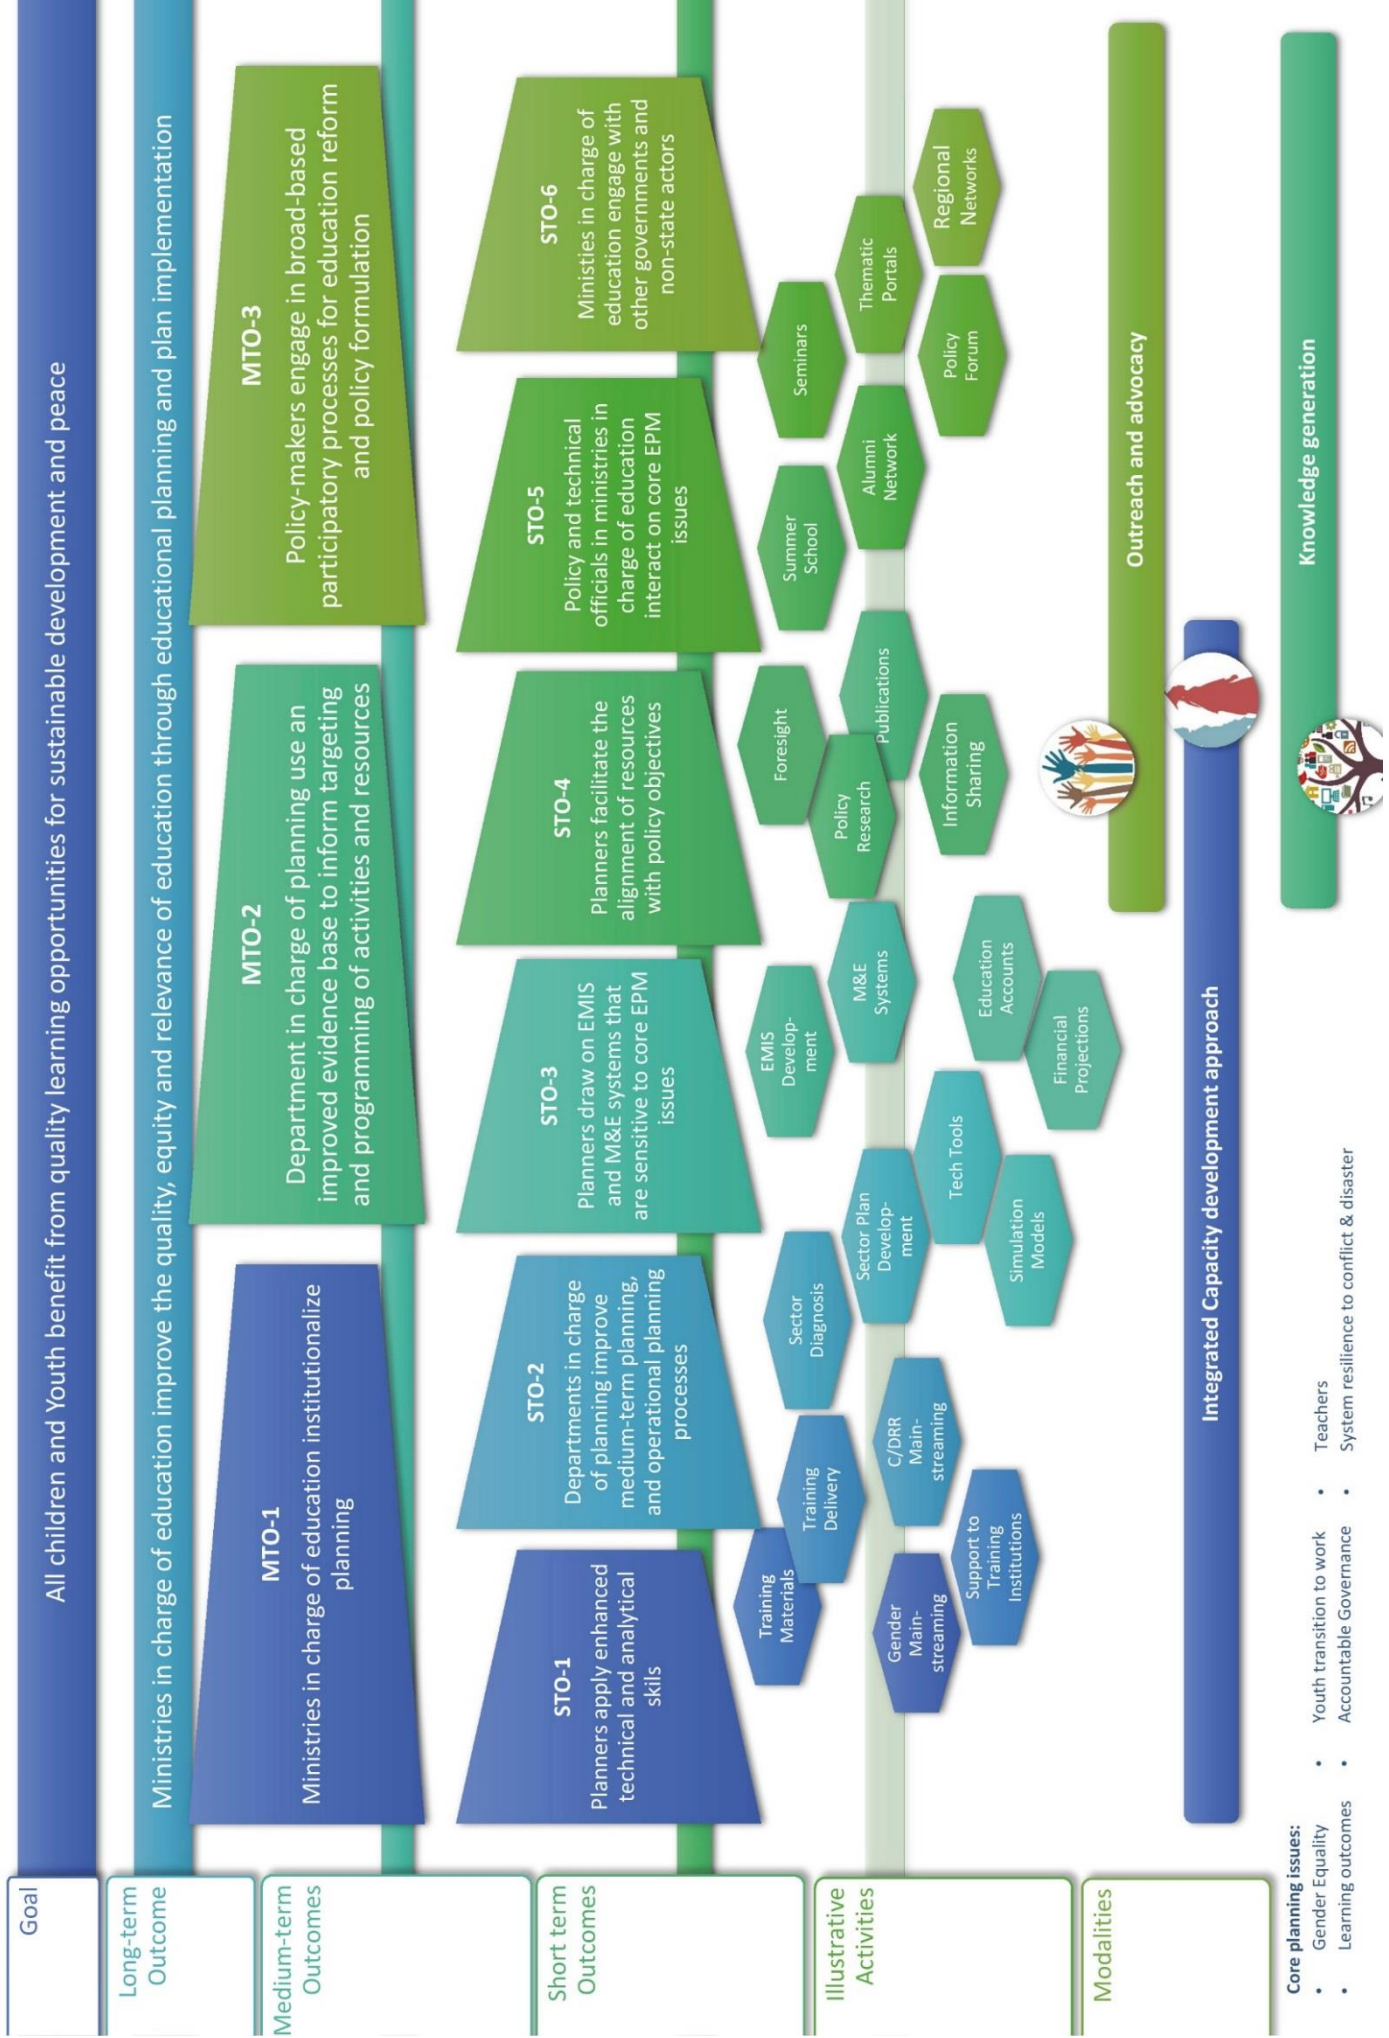 Goal
All children and Youth benefit from quality learning opportunities for sustainable development and peace
Long-term
Outcome
Ministries in charge of education improve the quality, equity and relevance of education through educational planning and plan implementation
Medium-term
Outcomes
MTO-1
Ministries in charge of education institutionalize
planning
MTO-2
Department in charge of planning use an
improved evidence base to inform targeting
and programming of activities and resources
MTO-3
Policy-makers engage in broad-based
participatory processes for education reform
and policy formulation
Short term
Outcomes
STO-1
Planners apply enhanced
technical and analytical
skils
STO-2
Departments in charge
of planning improve
medium-term planning,
and operational planning
processes
STO-3
Planners draw on EMIS
and M&E systems that
are sensitive to core EPM
issues
STO-4
Planners facilitate the
alignment of resources
with policy objectives
STO-5
Policy and technical
officials in ministries in
charge of education
interact on core EPM
issues
STO-6
Ministies in charge of
education engage with
other governments and
non-state actors
Illustrative
Activities
Training
Materials
Training
Delivery
Gender
Main-
streaming
Support to
Training
Institutions
C/DRR
Main-
streaming
Sector
Diagnosis
Sector Plan
Develop-
ment
Simulation
Models
Tech Tools
EMIS
Develop-
ment
M&E
Systems
Education
Accounts
Financial
Projections
Foresight
Policy
Research
Publications
Information
Sharing
Summer
School
Alumni
Network
Seminars
Thematic
Portals
Policy
Forum
Regional
Networks
Modalities
Outreach and advocacy
Integrated Capacity development approach
Knowledge generation
Core planning issues:
• Gender Equality • Youth transition to work • Teachers
• Learning outcomes • Accountable Governance • System resilience to conflict & disaster